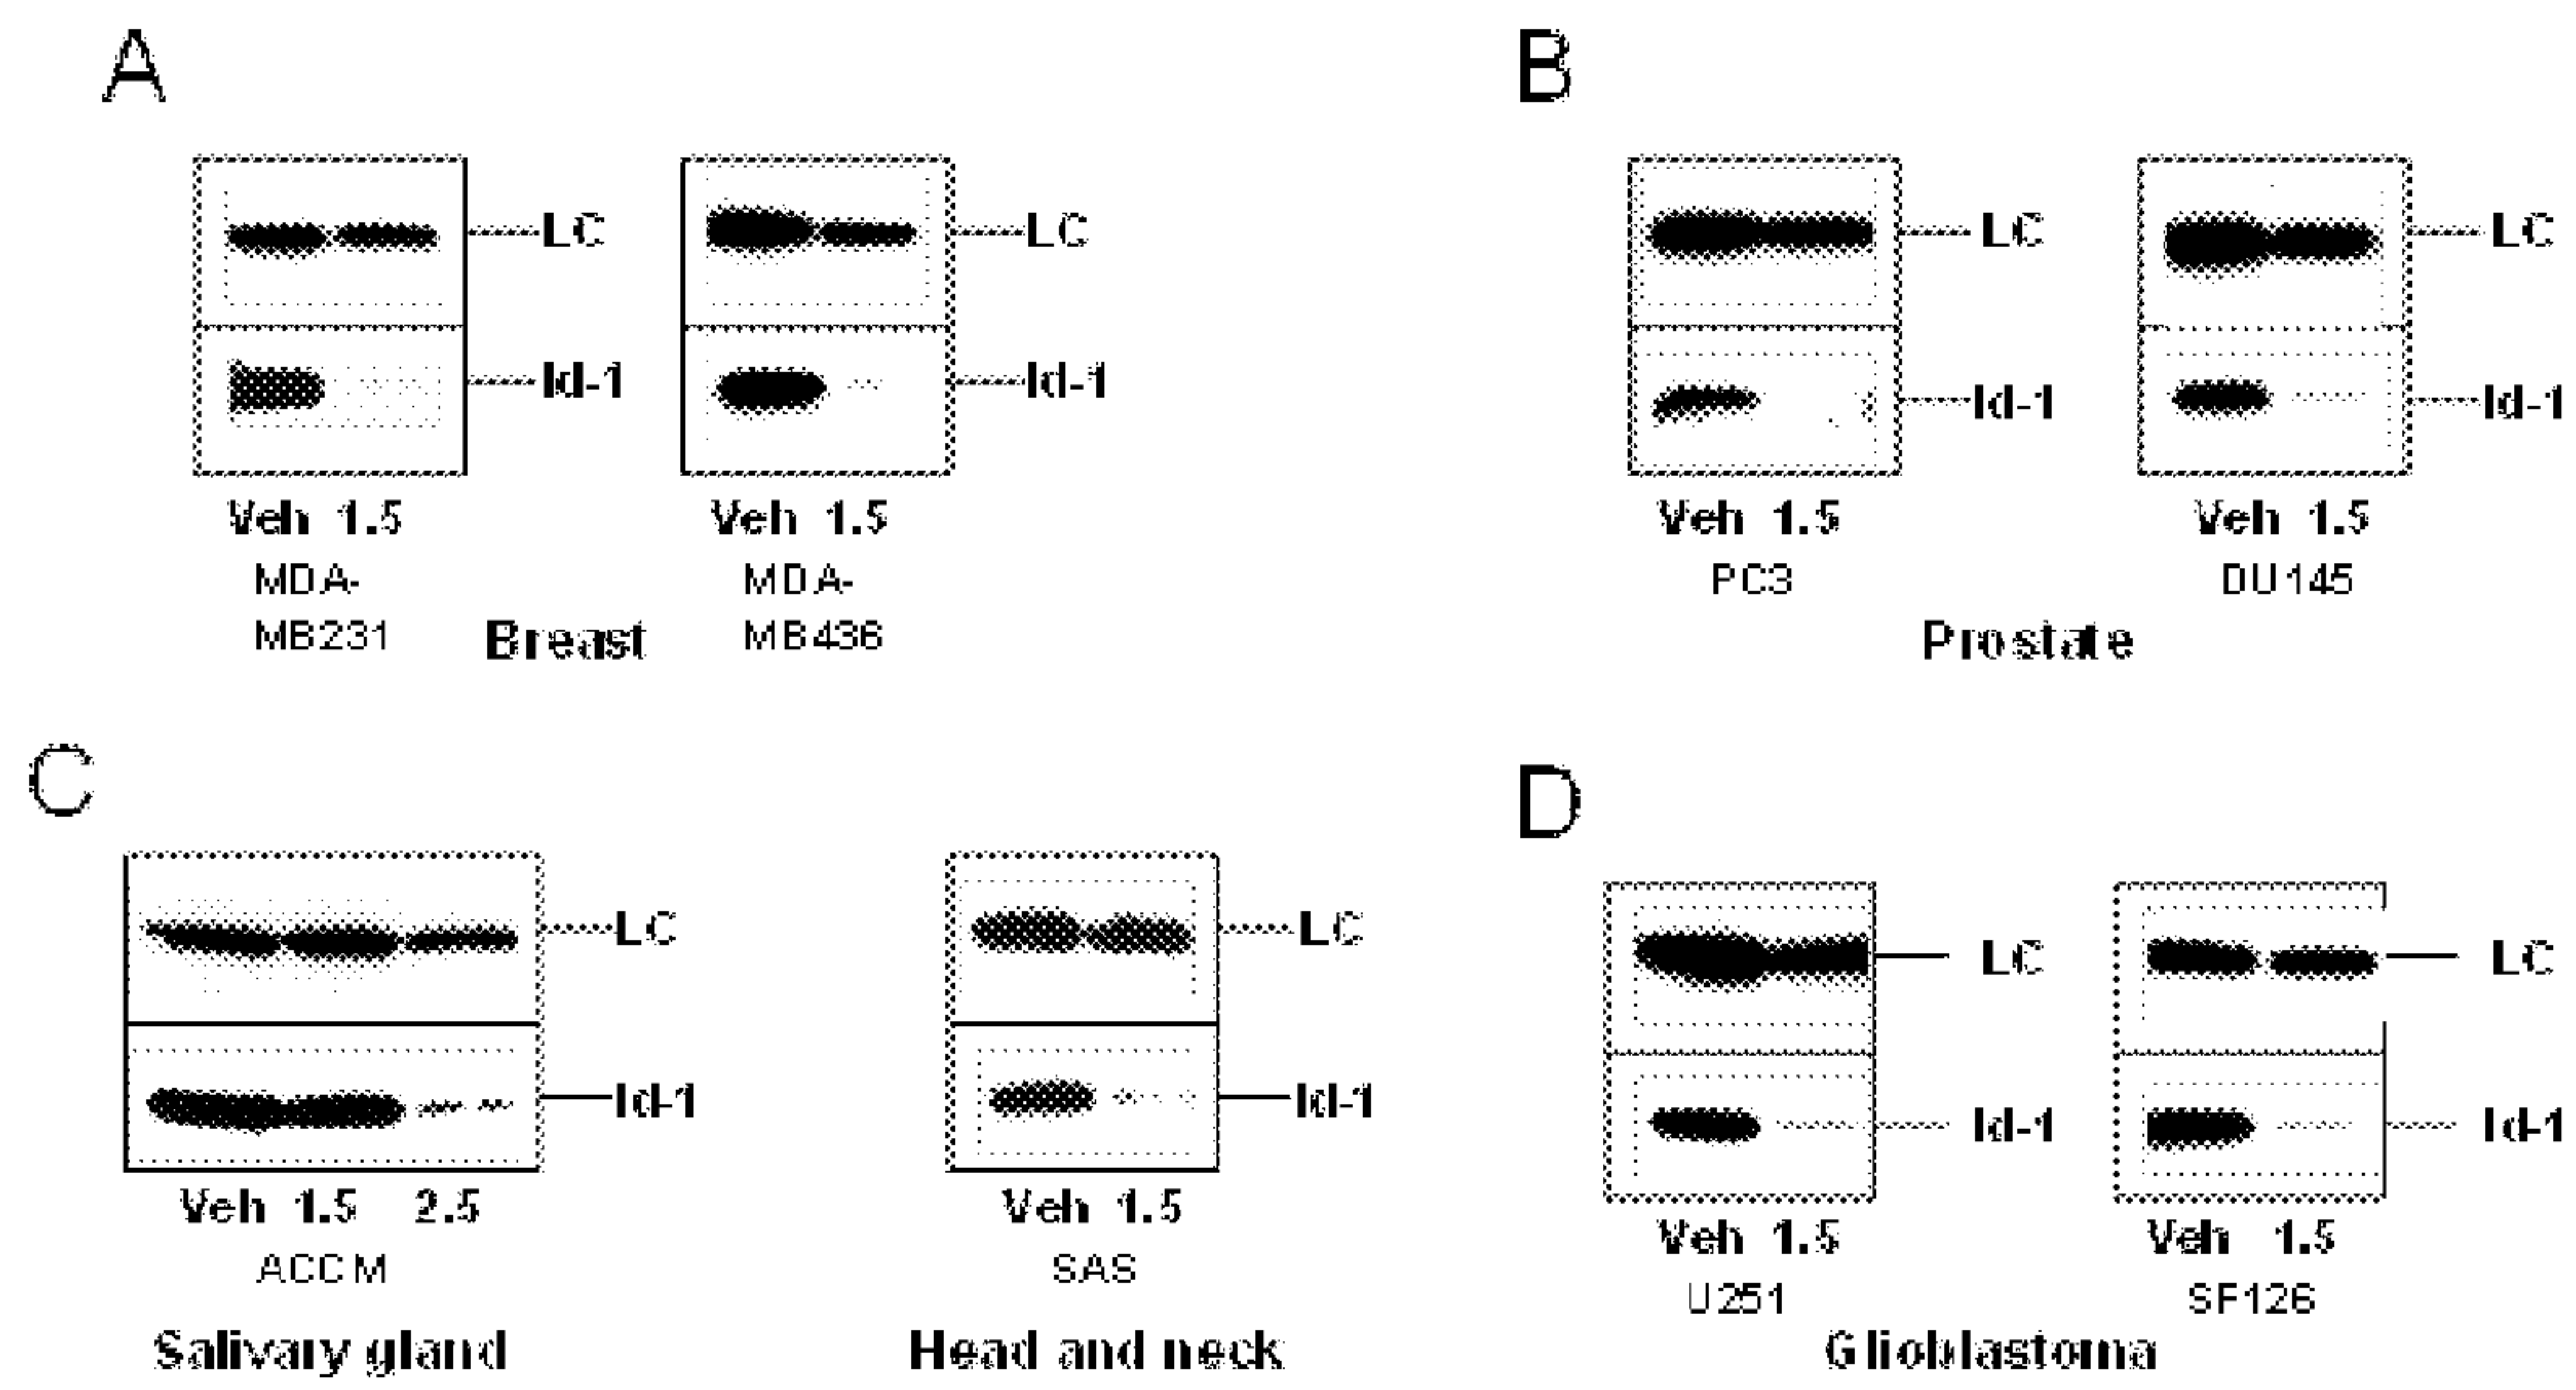 A
LC
Id-1
Veh 1.5
MDA-
MB231
LC
Id-1
Veh 1.5
MDA-
MB436
Breast
B
LC
Id-1
Veh 1.5
PC3
LC
Id-1
Veh 1.5
DU145
Prostate
C
LC
Id-1
Veh 1.5 2.5
ACCM
Salivary gland
LC
Id-1
Veh 1.5
SAS
Head and neck
D
LC
Id-1
Veh 1.5
U251
LC
Id-1
Veh 1.5
SF126
Glioblastoma